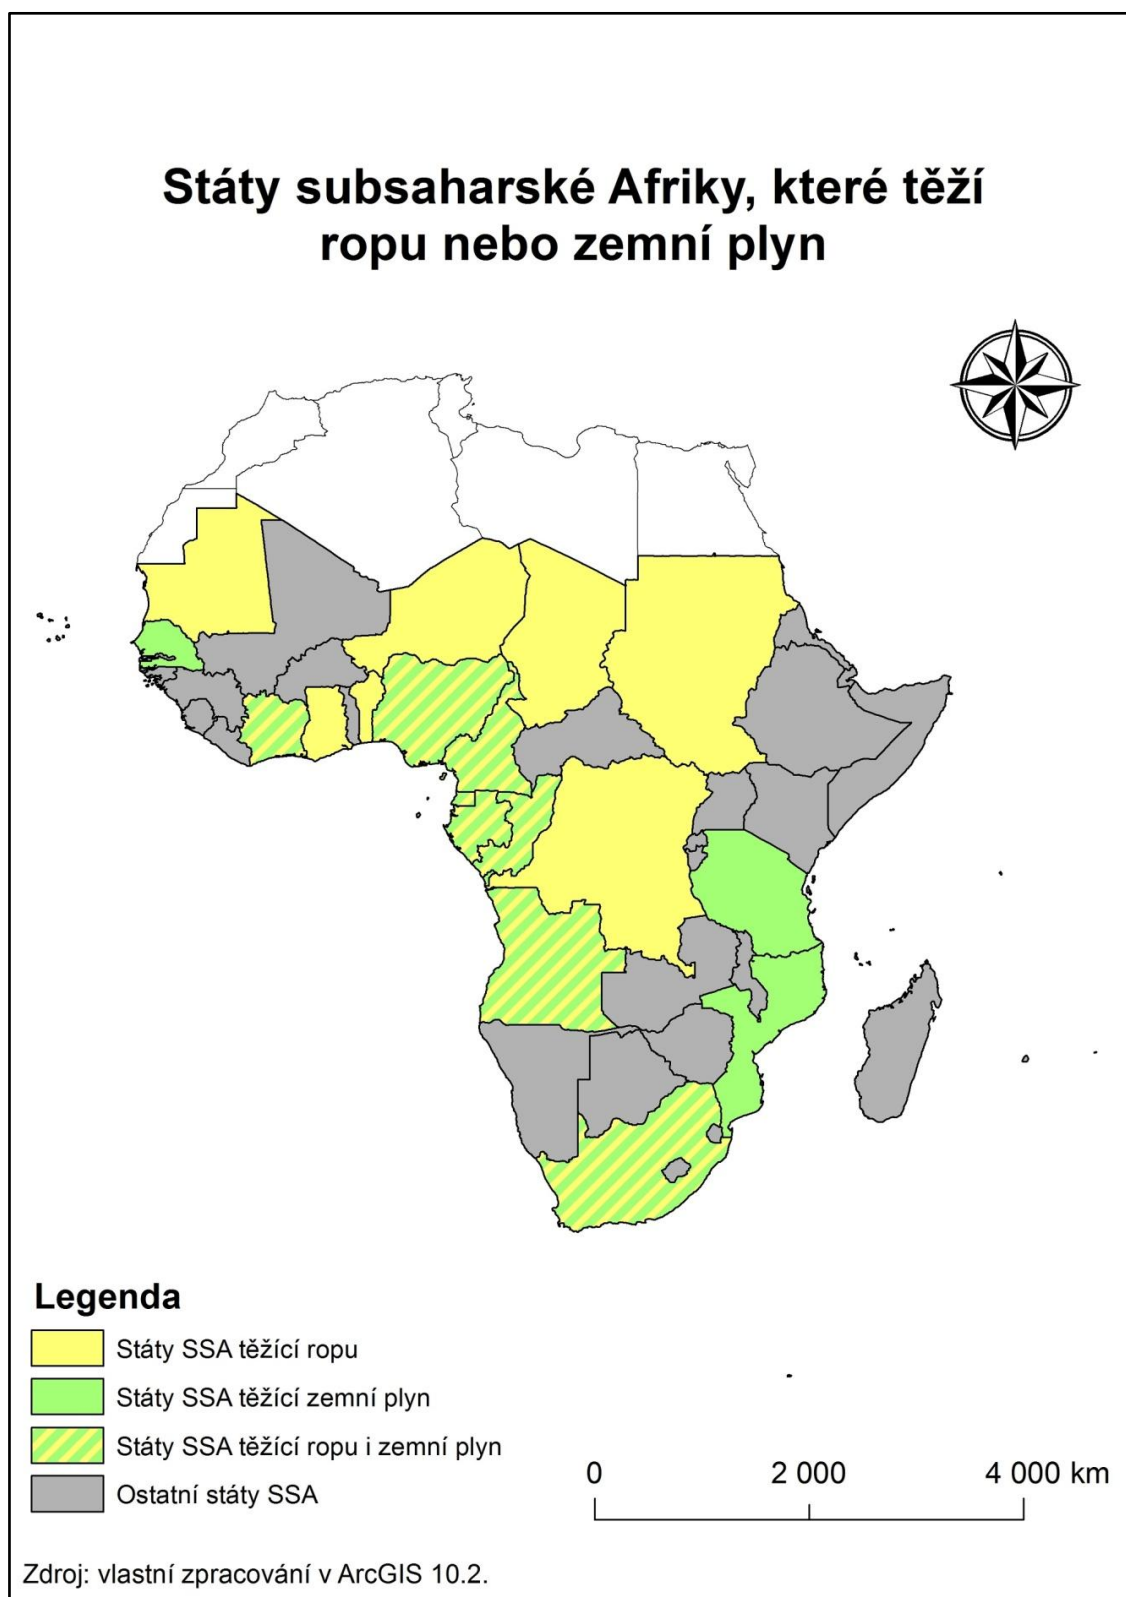 Státy subsaharské Afriky, které těží
ropu nebo zemní plyn
Legenda
Státy SSA těžící ropu
Státy SSA těžící zemní plyn
Státy SSA těžící ropu i zemní plyn
Ostatní státy SSA
0 2 000 4 000 km
Zdroj: vlastní zpracování v ArcGIS 10.2.